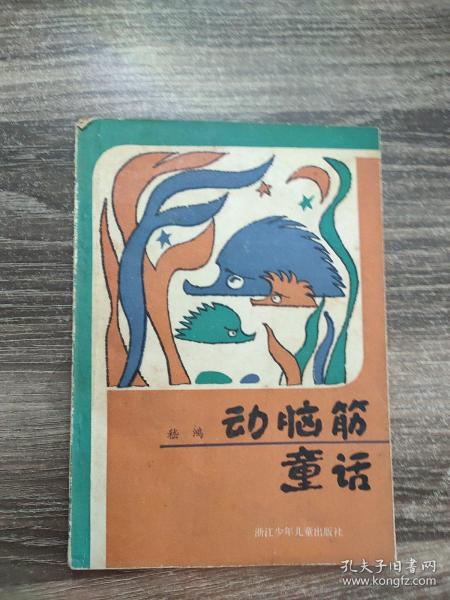 嵇 鸿
动脑筋
童话
浙江少年儿童出版社
孔夫子旧书网
www.kongfz.com